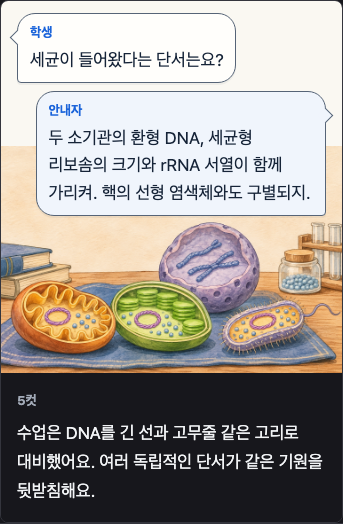 학생
세균이 들어왔다는 단서는요?
안내자
두 소기관의 환형 DNA, 세균형
리보솜의 크기와 rRNA 서열이 함께
가리켜. 핵의 선형 염색체와도 구별되지.
5컷
수업은 DNA를 긴 선과 고무줄 같은 고리로
대비했어요. 여러 독립적인 단서가 같은 기원을
뒷받침해요.